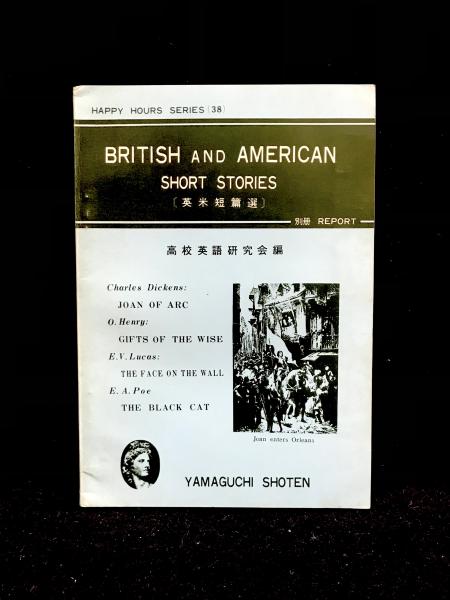 HAPPY HOURS SERIES〔38〕
BRITISH AND AMERICAN
SHORT STORIES
〔英米短篇選〕
別冊 REPORT
高校英語研究会編
Charles Dickens:
JOAN OF ARC
O. Henry:
GIFTS OF THE WISE
E.V. Lucas:
THE FACE ON THE WALL
E. A. Poe
THE BLACK CAT
Joan enters Orleans
YAMAGUCHI SHOTEN